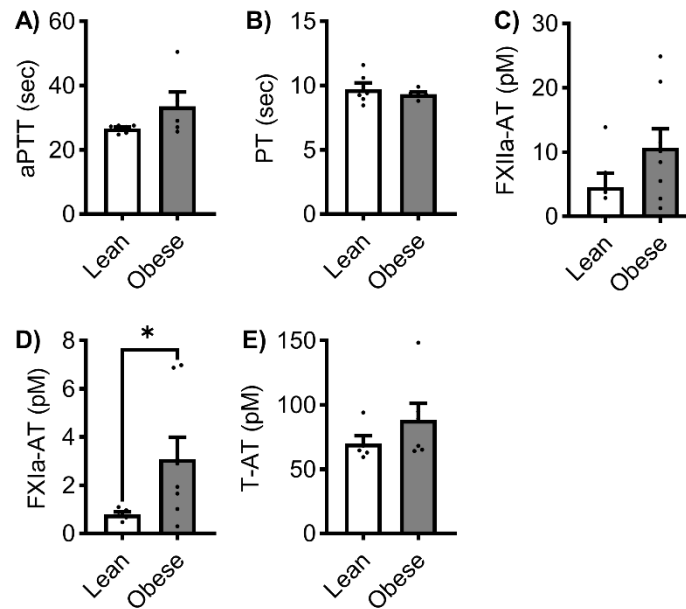 A)
aPTT (sec)
60
40
20
0
Lean
Obese
B)
PT (sec)
15
10
5
0
Lean
Obese
C)
FXIIa-AT (pM)
30
20
10
0
Lean
Obese
D)
FXIa-AT (pM)
8
6
4
2
0
*
Lean
Obese
E)
T-AT (pM)
150
100
50
0
Lean
Obese